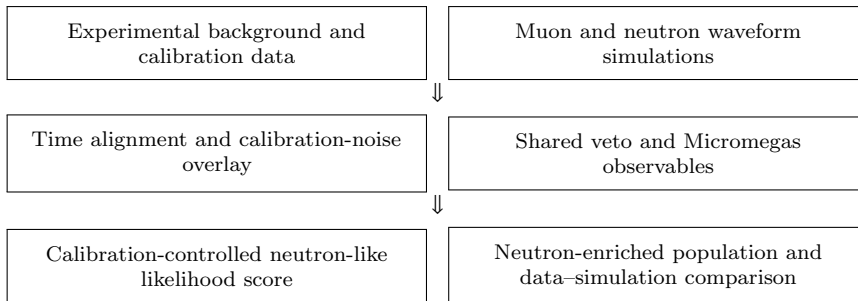 Experimental background and
calibration data
Muon and neutron waveform
simulations
⇓
Time alignment and calibration-noise
overlay
Shared veto and Micromegas
observables
⇓
Calibration-controlled neutron-like
likelihood score
Neutron-enriched population and
data–simulation comparison